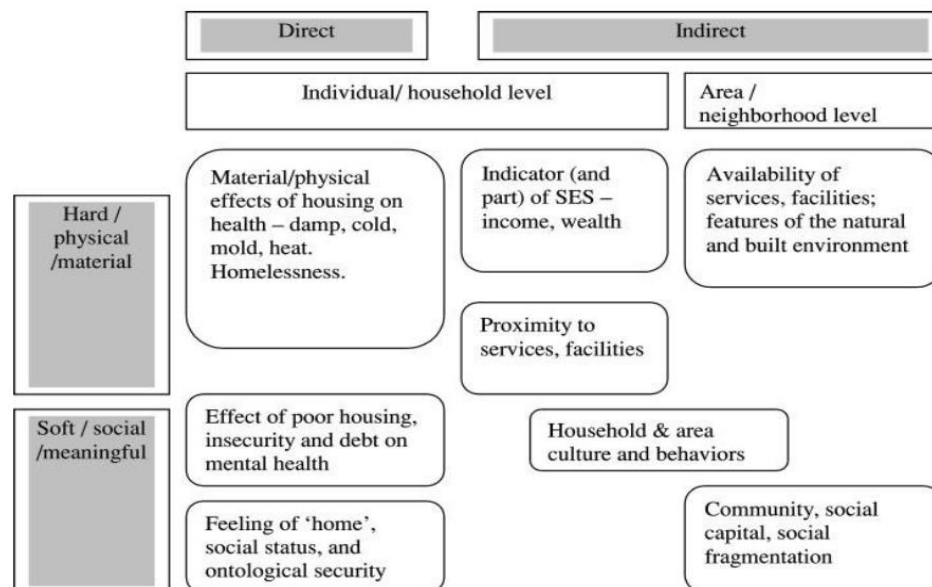 Direct
Indirect
Individual/ household level
Area /
neighborhood level
Hard /
physical
/material
Material/physical
effects of housing on
health – damp, cold,
mold, heat.
Homelessness.
Indicator (and
part) of SES –
income, wealth
Availability of
services, facilities;
features of the natural
and built environment
Proximity to
services, facilities
Soft / social
/meaningful
Effect of poor housing,
insecurity and debt on
mental health
Household & area
culture and behaviors
Feeling of ‘home’,
social status, and
ontological security
Community, social
capital, social
fragmentation